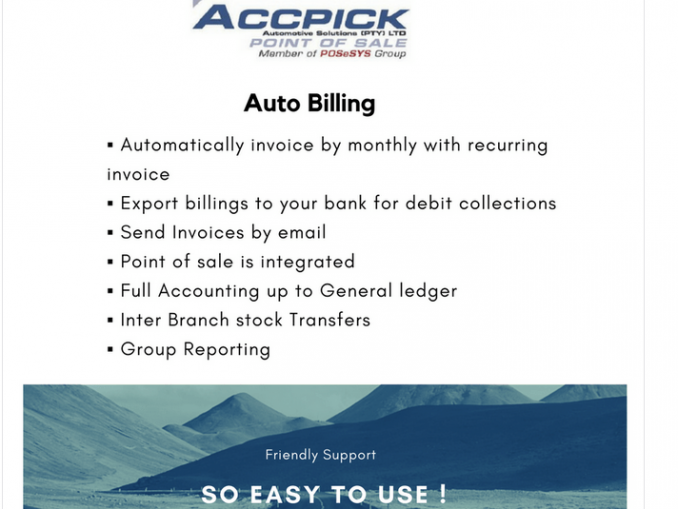 ACCPICK
Automotive Solutions (PTY) LTD
POINT OF SALE
Member of POSeSYS Group
Auto Billing
▪ Automatically invoice by monthly with recurring
invoice
▪ Export billings to your bank for debit collections
▪ Send Invoices by email
▪ Point of sale is integrated
▪ Full Accounting up to General ledger
▪ Inter Branch stock Transfers
▪ Group Reporting
Friendly Support
SO EASY TO USE !